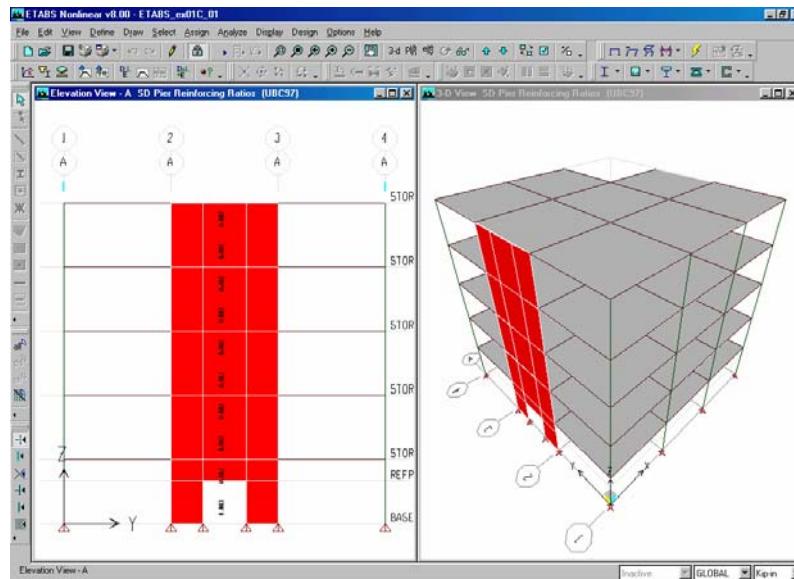 ETABS Nonlinear v8.00 - ETABS_ex01C_01
File Edit View Define Draw Select Assign Analyze Display Design Options Help
3-d
Elevation View - A SD Pier Reinforcing Ratios (UBC97)
3-D View SD Pier Reinforcing Ratios (UBC97)
1 2 3 4
A A A A
STOR
STOR
STOR
STOR
STOR
REFP
BASE
Z
Y
Z
Y
X
Elevation View - A
Inactive
GLOBAL
Kip-in